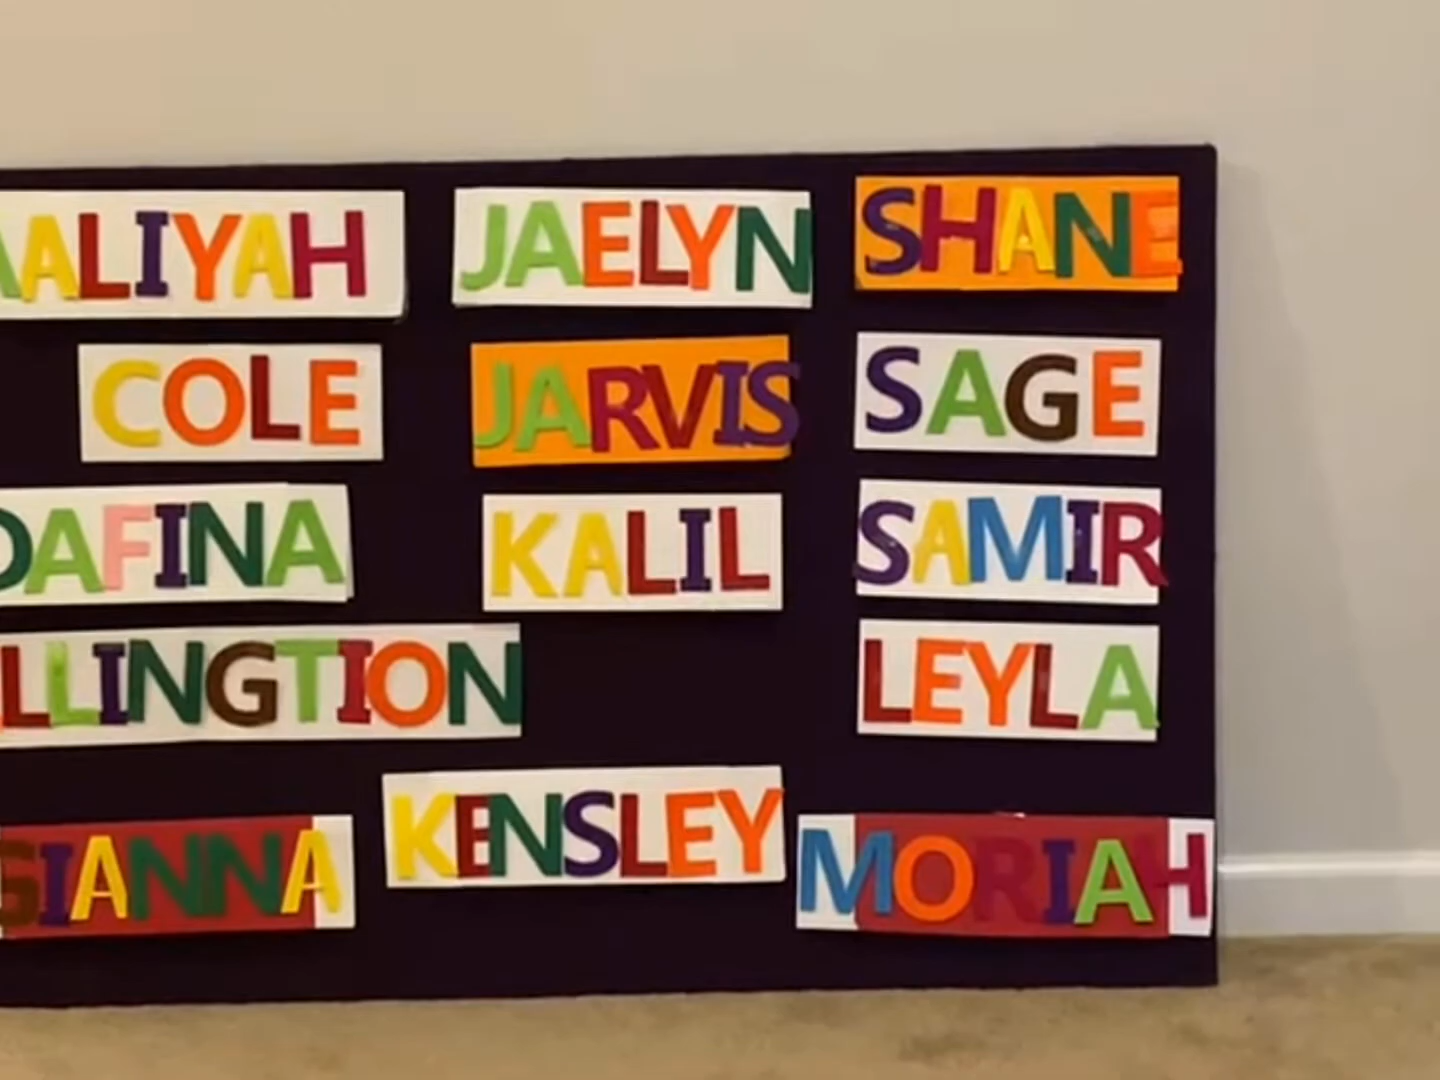 AALIYAH JAELYN SHANE
COLE JARVIS SAGE
DAFINA KALIL SAMIR
LLINGTION LEYLA
GIANNA KENSLEY MORIAH